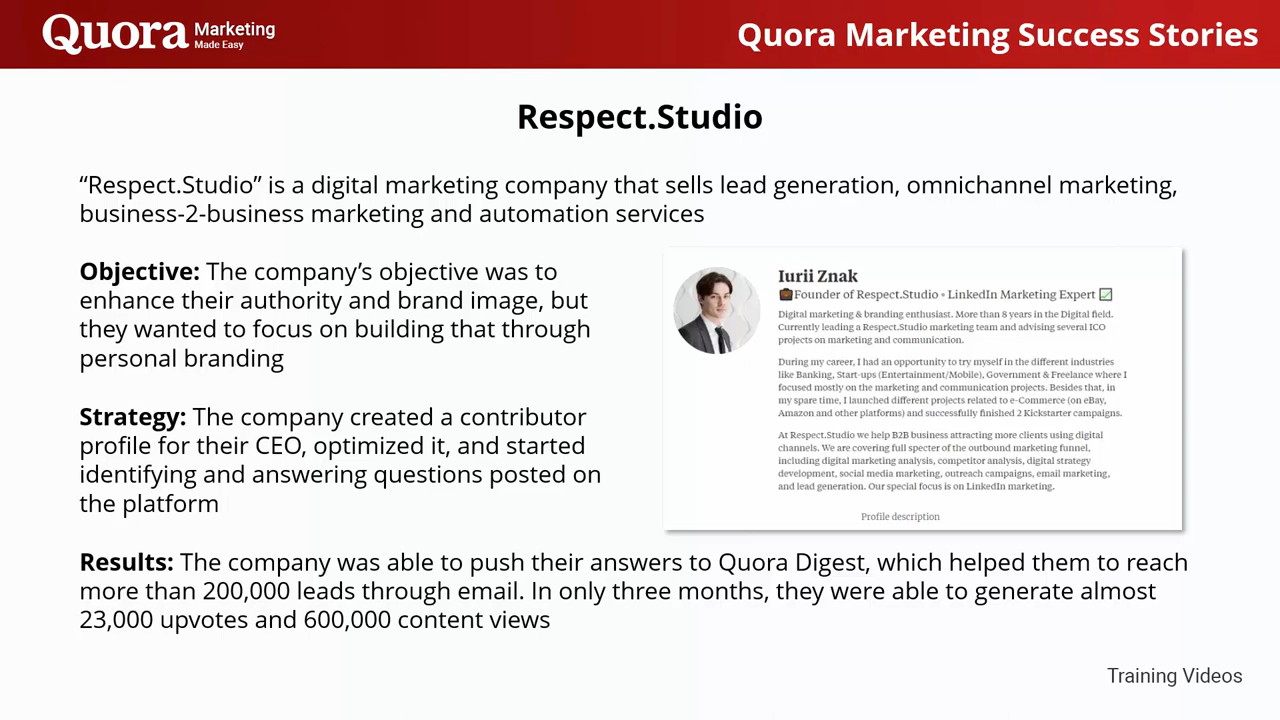 Quora Marketing
Made Easy
Quora Marketing Success Stories
Respect.Studio
“Respect.Studio” is a digital marketing company that sells lead generation, omnichannel marketing,
business-2-business marketing and automation services
Objective: The company’s objective was to
enhance their authority and brand image, but
they wanted to focus on building that through
personal branding
Strategy: The company created a contributor
profile for their CEO, optimized it, and started
identifying and answering questions posted on
the platform
Iurii Znak
💼Founder of Respect.Studio • LinkedIn Marketing Expert 💹
Digital marketing & branding enthusiast. More than 8 years in the Digital field.
Currently leading a Respect.Studio marketing team and advising several ICO
projects on marketing and communication.
During my career, I had an opportunity to try myself in the different industries
like Banking, Start-ups (Entertainment/Mobile), Government & Freelance where I
focused mostly on the marketing and communication projects. Besides that, in
my spare time, I launched different projects related to e-Commerce (on eBay,
Amazon and other platforms) and successfully finished 2 Kickstarter campaigns.
At Respect.Studio we help B2B business attracting more clients using digital
channels. We are covering full specter of the outbound marketing funnel,
including digital marketing analysis, competitor analysis, digital strategy
development, social media marketing, outreach campaigns, email marketing,
and lead generation. Our special focus is on LinkedIn marketing.
Profile description
Results: The company was able to push their answers to Quora Digest, which helped them to reach
more than 200,000 leads through email. In only three months, they were able to generate almost
23,000 upvotes and 600,000 content views
Training Videos